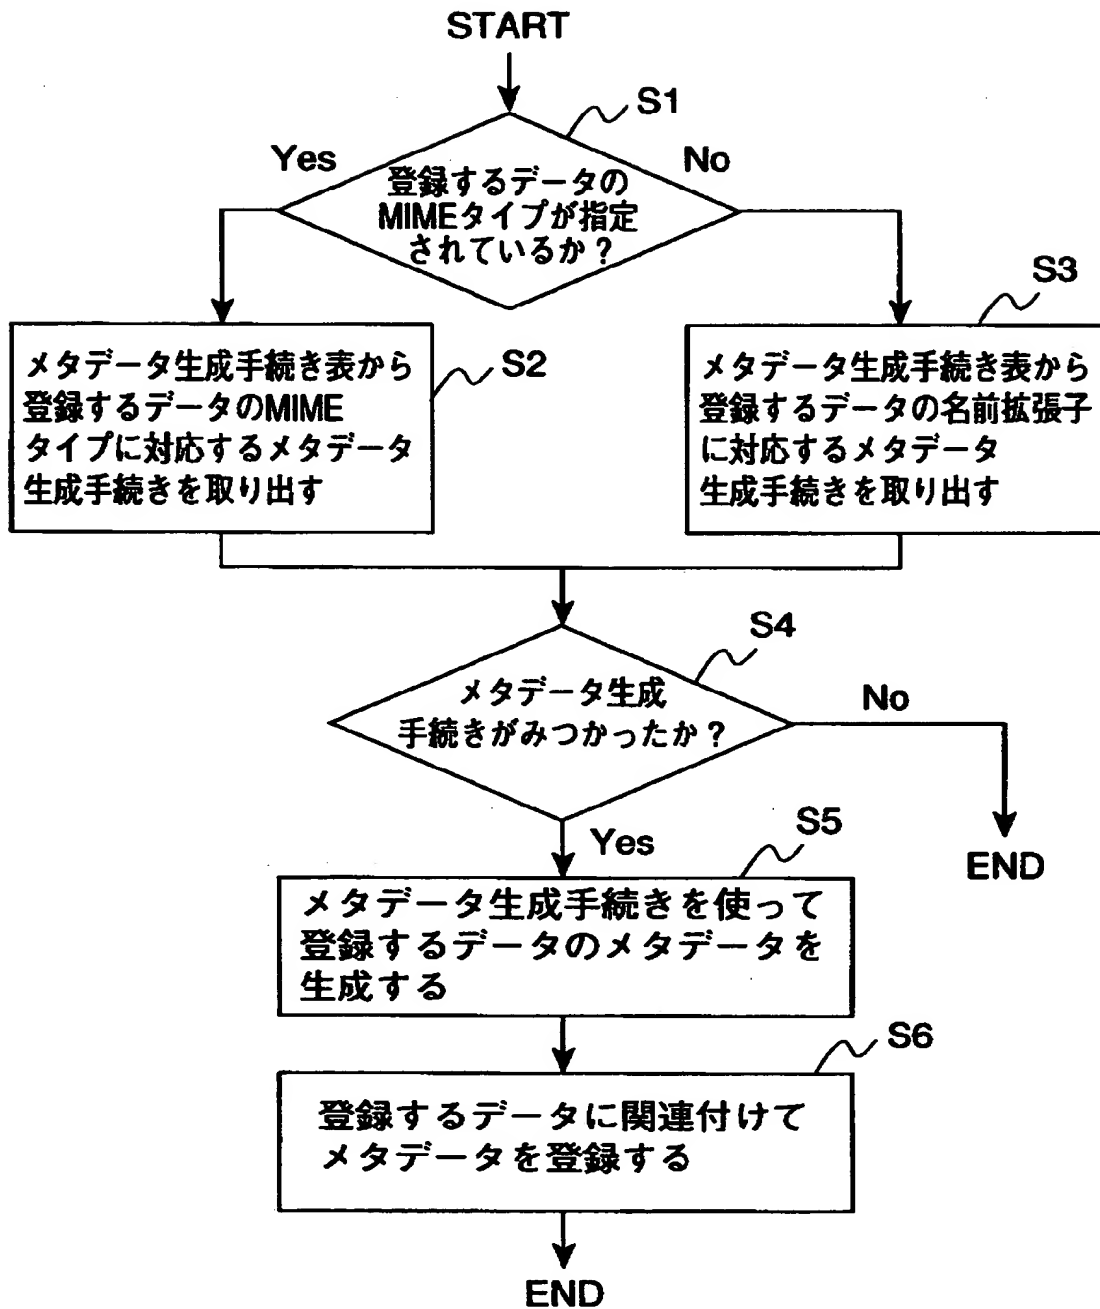 START
S1
Yes
No
登録するデータの
MIMEタイプが指定
されているか？
S2
メタデータ生成手続き表から
登録するデータのMIME
タイプに対応するメタデータ
生成手続きを取り出す
S3
メタデータ生成手続き表から
登録するデータの名前拡張子
に対応するメタデータ
生成手続きを取り出す
S4
メタデータ生成
手続きがみつかったか？
No
END
Yes
S5
メタデータ生成手続きを使って
登録するデータのメタデータを
生成する
S6
登録するデータに関連付けて
メタデータを登録する
END